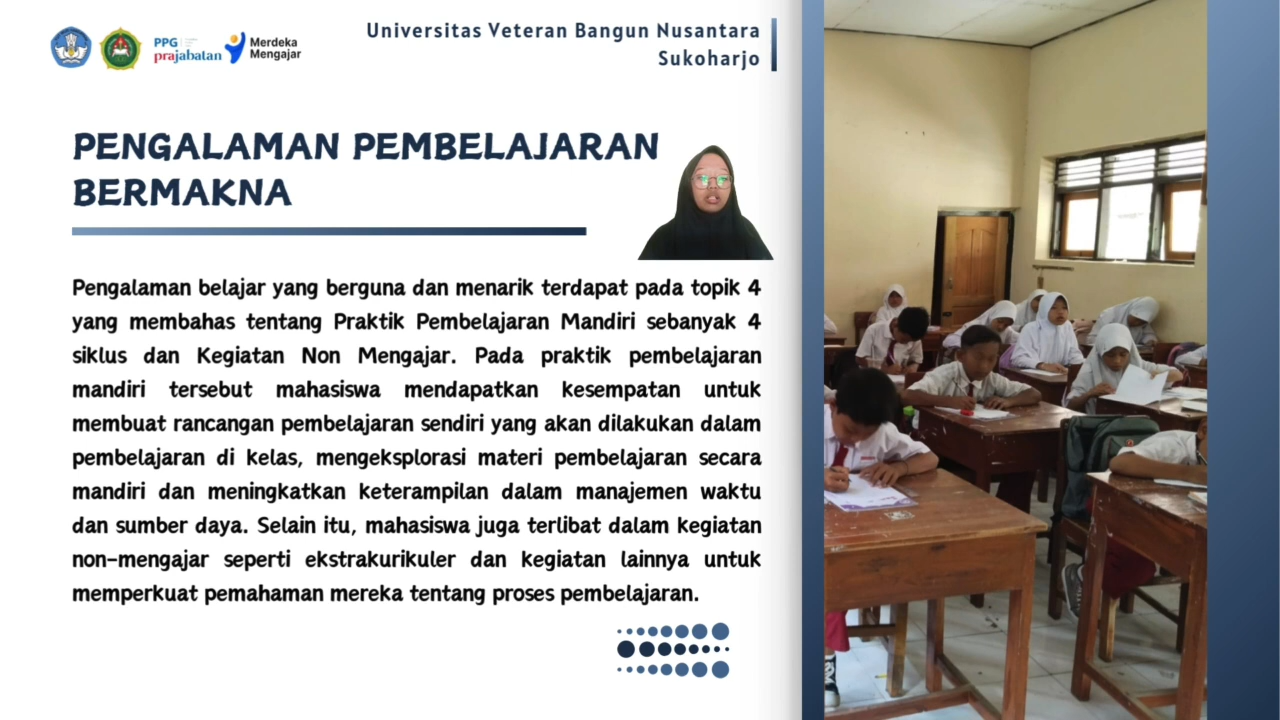 PPG
prajabatan
Merdeka
Mengajar
Universitas Veteran Bangun Nusantara
Sukoharjo
PENGALAMAN PEMBELAJARAN
BERMAKNA
Pengalaman belajar yang berguna dan menarik terdapat pada topik 4
yang membahas tentang Praktik Pembelajaran Mandiri sebanyak 4
siklus dan Kegiatan Non Mengajar. Pada praktik pembelajaran
mandiri tersebut mahasiswa mendapatkan kesempatan untuk
membuat rancangan pembelajaran sendiri yang akan dilakukan dalam
pembelajaran di kelas, mengeksplorasi materi pembelajaran secara
mandiri dan meningkatkan keterampilan dalam manajemen waktu
dan sumber daya. Selain itu, mahasiswa juga terlibat dalam kegiatan
non-mengajar seperti ekstrakurikuler dan kegiatan lainnya untuk
memperkuat pemahaman mereka tentang proses pembelajaran.